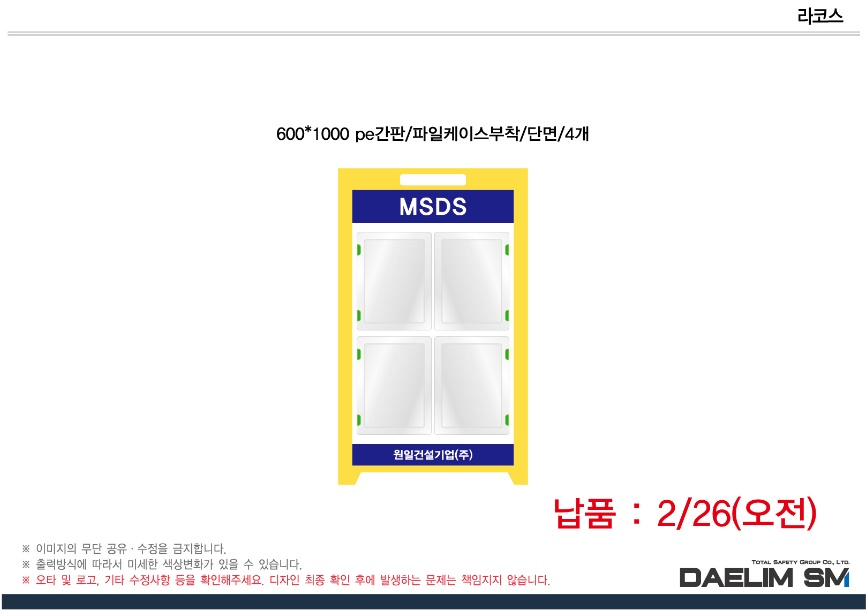 라코스
600*1000 pe간판/파일케이스부착/단면/4개
MSDS
원일건설기업(주)
납품 : 2/26(오전)
※ 이미지의 무단 공유 · 수정을 금지합니다.
※ 출력방식에 따라서 미세한 색상변화가 있을 수 있습니다.
※ 오타 및 로고, 기타 수정사항 등을 확인해주세요. 디자인 최종 확인 후에 발생하는 문제는 책임지지 않습니다.
TOTAL SAFETY GROUP CO., LTD.
DAELIM SM